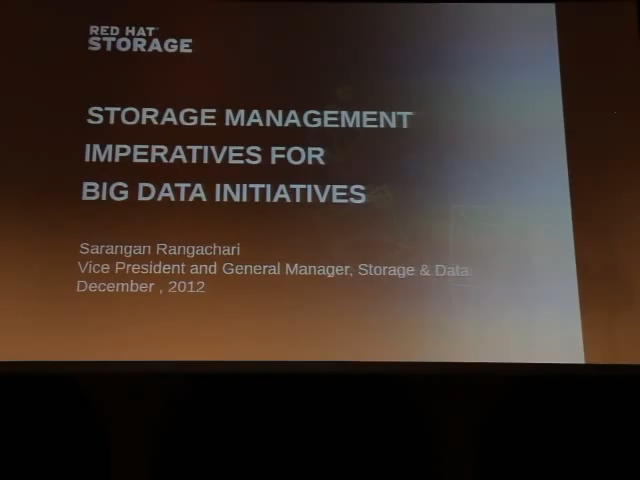 RED HAT
STORAGE
STORAGE MANAGEMENT
IMPERATIVES FOR
BIG DATA INITIATIVES
Sarangan Rangachari
Vice President and General Manager, Storage & Data
December , 2012